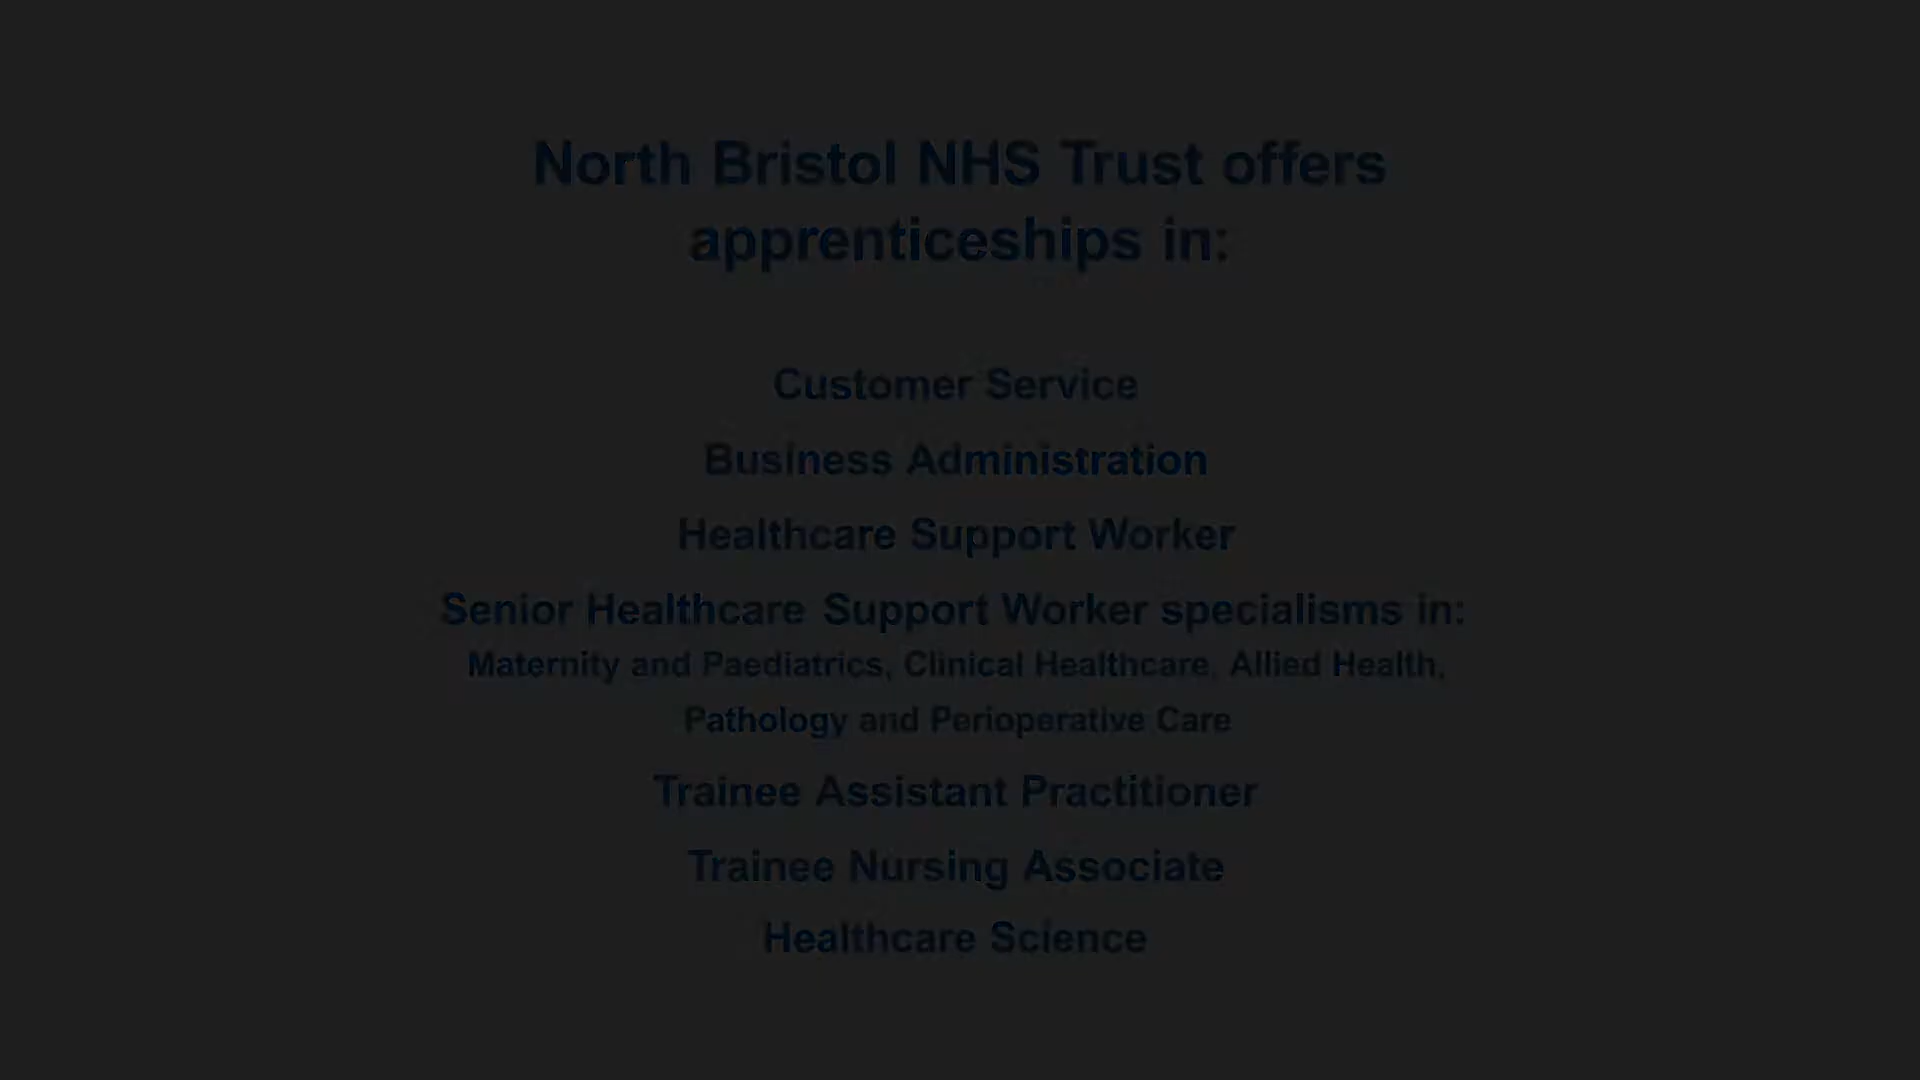 North Bristol NHS Trust offers
apprenticeships in:
Customer Service
Business Administration
Healthcare Support Worker
Senior Healthcare Support Worker specialisms in:
Maternity and Paediatrics, Clinical Healthcare, Allied Health,
Pathology and Perioperative Care
Trainee Assistant Practitioner
Trainee Nursing Associate
Healthcare Science